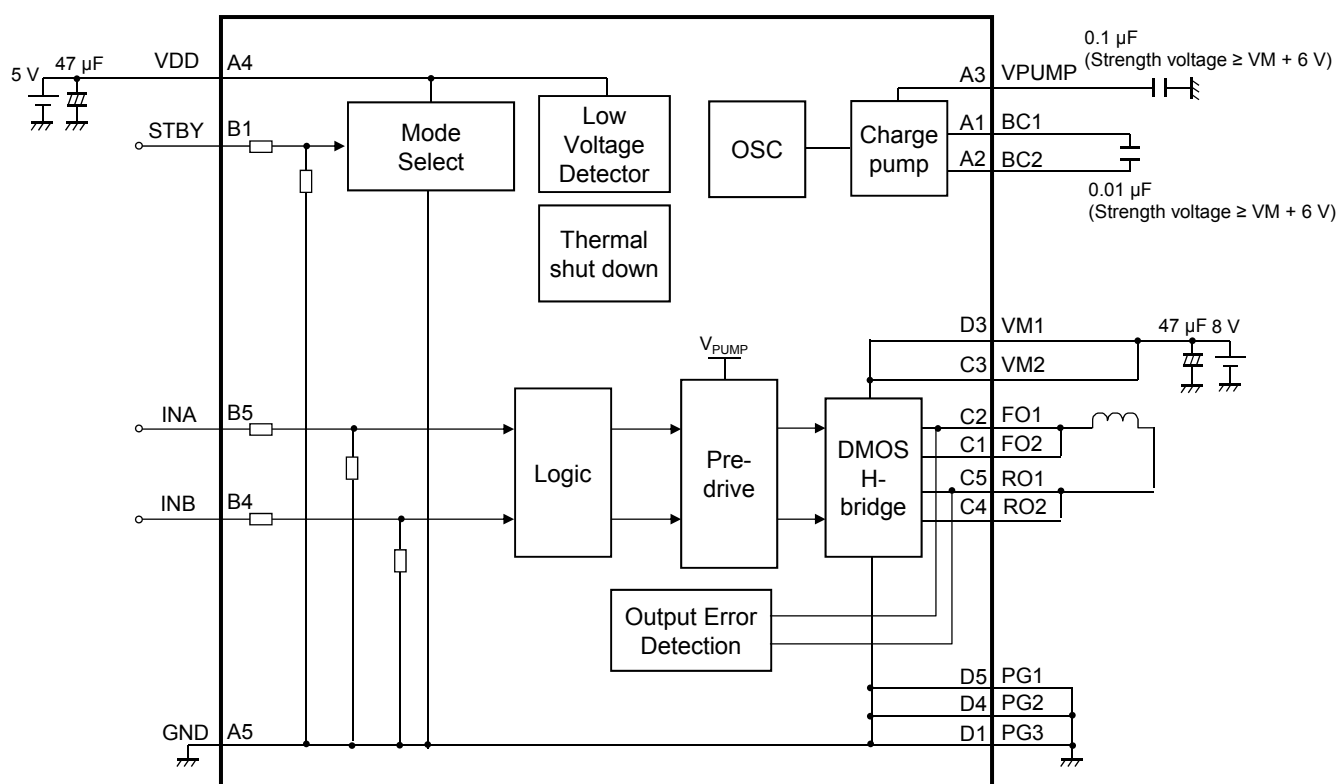 0.1 µF
(Strength voltage ≥ VM + 6 V)
5 V
47 µF
VDD
A4
A3
VPUMP
STBY
B1
Mode
Select
Low
Voltage
Detector
OSC
Charge
pump
A1
BC1
A2
BC2
0.01 µF
(Strength voltage ≥ VM + 6 V)
Thermal
shut down
D3
VM1
47 µF
8 V
VPUMP
C3
VM2
INA
B5
Logic
Pre-
drive
DMOS
H-
bridge
C2
FO1
C1
FO2
C5
RO1
C4
RO2
INB
B4
Output Error
Detection
D5
PG1
D4
PG2
GND
A5
D1
PG3